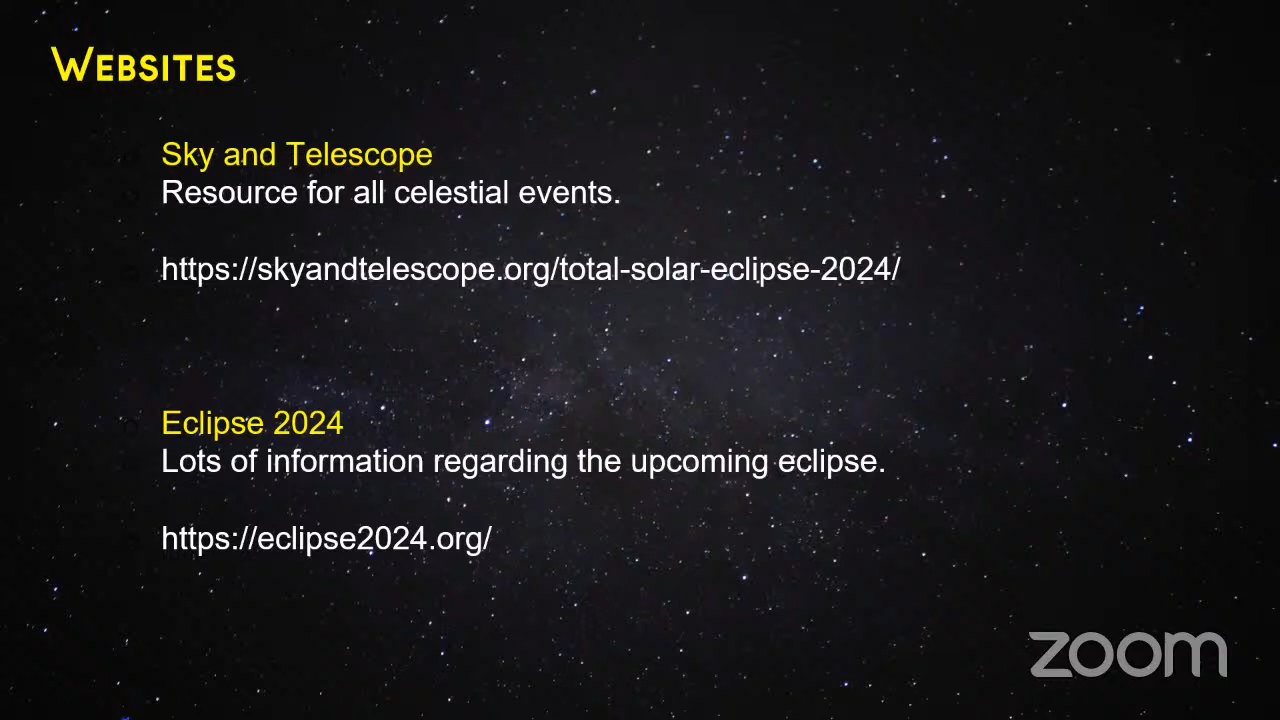 WEBSITES
Sky and Telescope
Resource for all celestial events.
https://skyandtelescope.org/total-solar-eclipse-2024/
Eclipse 2024
Lots of information regarding the upcoming eclipse.
https://eclipse2024.org/
zoom